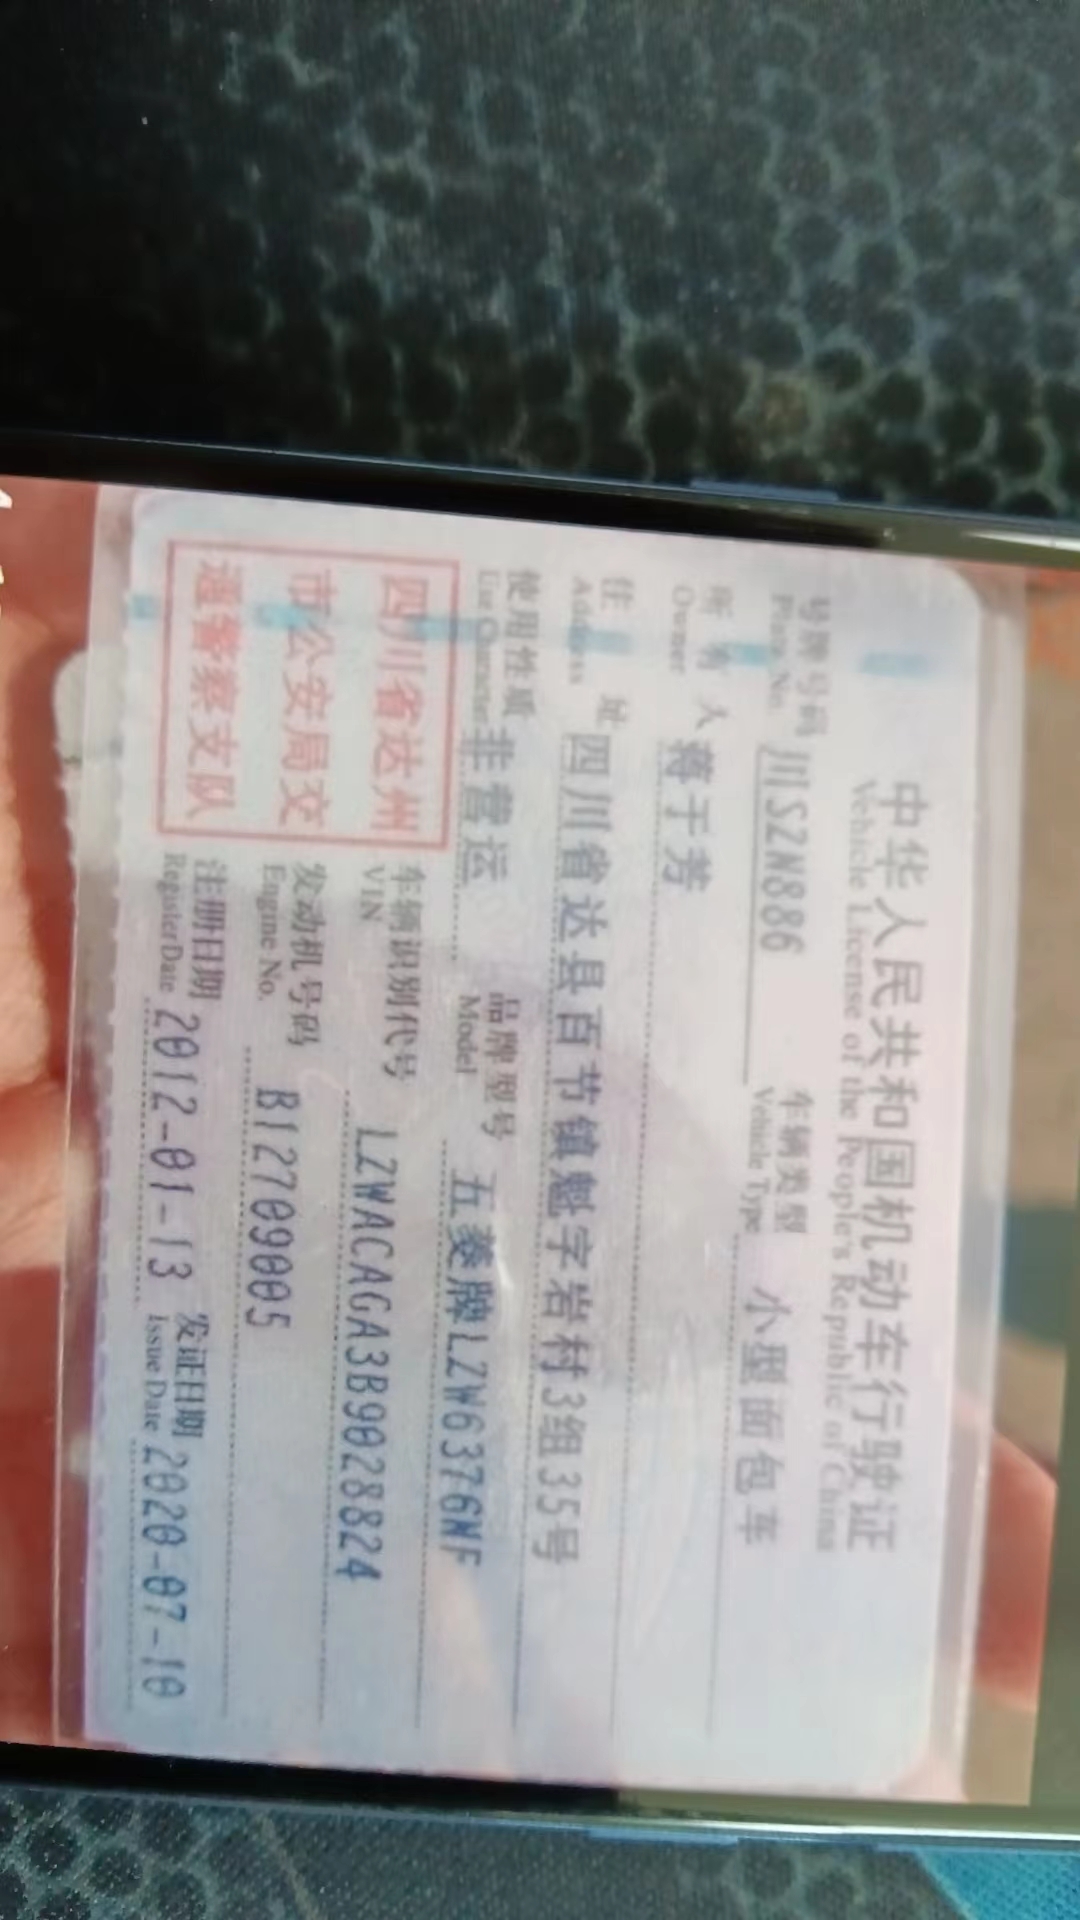 中华人民共和国机动车行驶证
Vehicle License of the People's Republic of China
号牌号码 川SZN886 车辆类型 小型面包车
Plate No. Vehicle Type
所有人 蒋于芳
Owner
住址 四川省达县百节镇魁字岩村3组35号
Address
使用性质 非营运 品牌型号 五菱牌LZW6376NF
Use Character Model
四川省达州
市公安局交
通警察支队
车辆识别代号 LZWACAGA3B9028824
VIN
发动机号码 B12709005
Engine No.
注册日期 2012-01-13 发证日期 2020-07-10
Register Date Issue Date